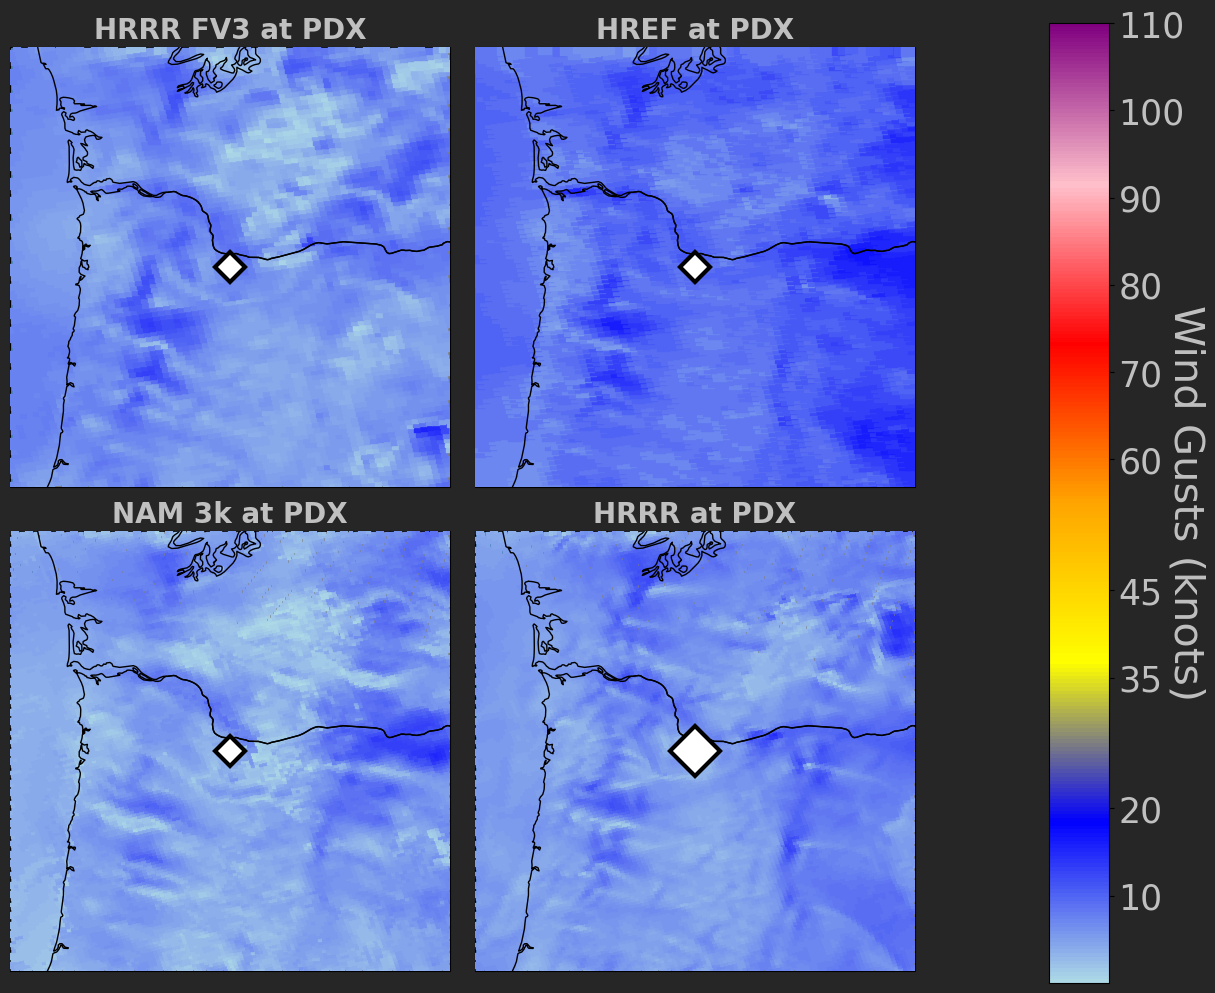 HRRR FV3 at PDX
HREF at PDX
NAM 3k at PDX
HRRR at PDX
110
100
90
80
70
60
45
35
20
10
Wind Gusts (knots)